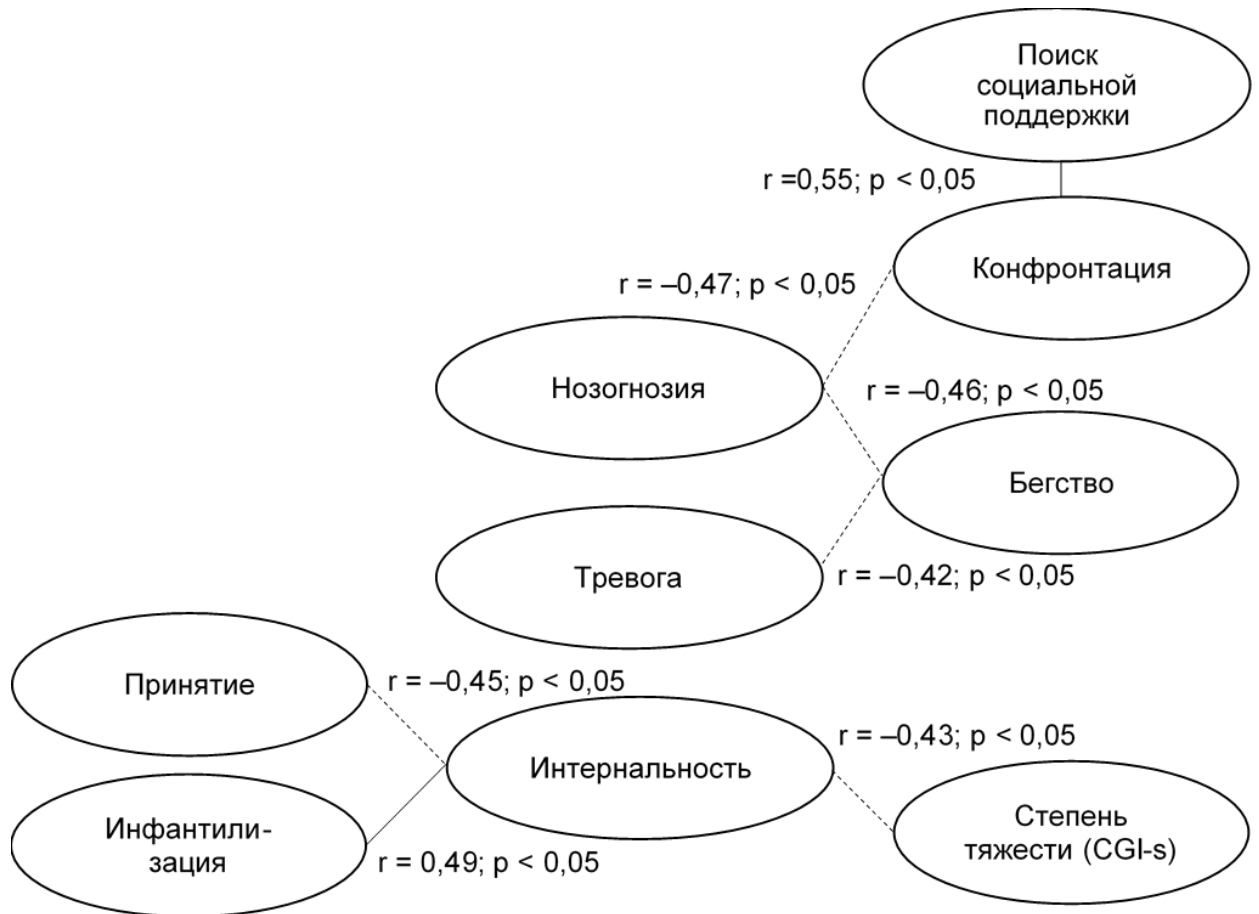 Поиск
социальной
поддержки
r =0,55; p < 0,05
Конфронтация
r = –0,47; p < 0,05
Нозогнозия
r = –0,46; p < 0,05
Бегство
Тревога
r = –0,42; p < 0,05
Принятие
r = –0,45; p < 0,05
Интернальность
r = –0,43; p < 0,05
Инфантили-
зация
r = 0,49; p < 0,05
Степень
тяжести (CGI-s)